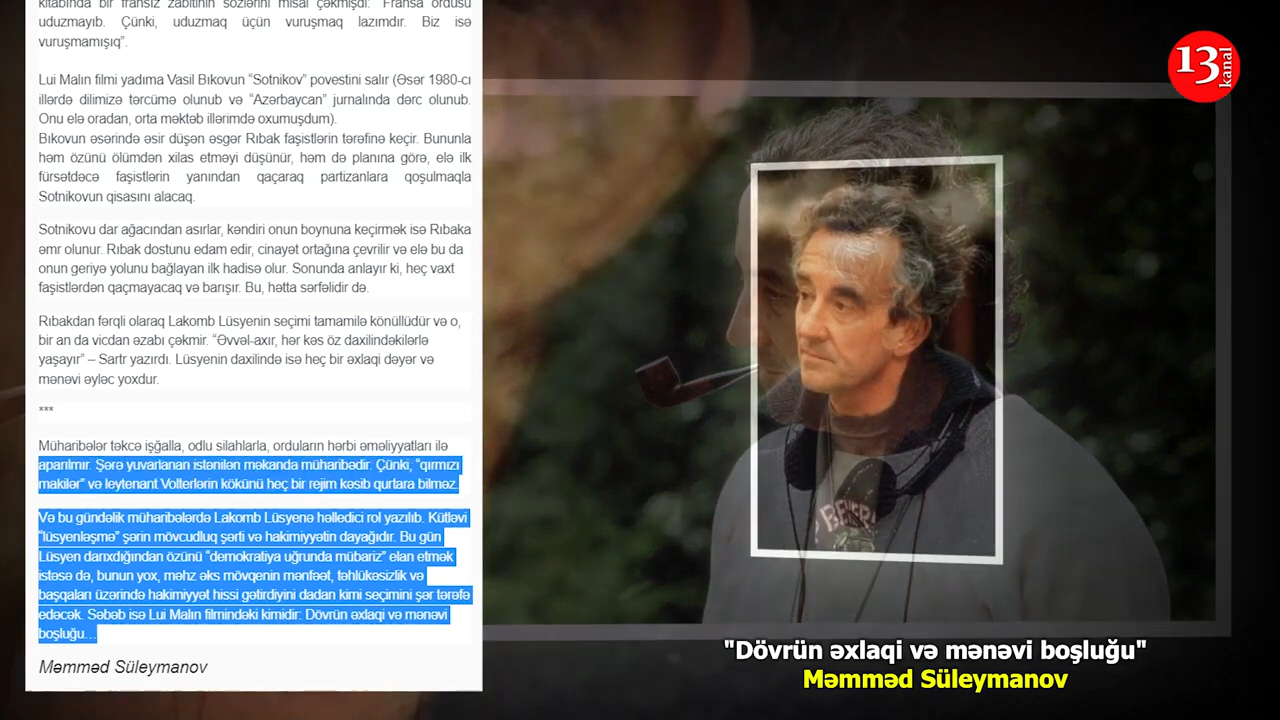 kitabında bir fransız zabitinin sözlərini misal çəkmişdi: "Fransa ordusu
uduzmayıb. Çünki, uduzmaq üçün vuruşmaq lazımdır. Biz isə
vuruşmamışıq”.
Lui Malın filmi yadıma Vasil Bıkovun “Sotnikov” povestini salır (Əsər 1980-cı
illərdə dilimizə tərcümə olunub və “Azərbaycan” jurnalında dərc olunub.
Onu elə oradan, orta məktəb illərimdə oxumuşdum).
Bıkovun əsərində əsir düşən əsgər Rıbak faşistlərin tərəfinə keçir. Bununla
həm özünü ölümdən xilas etməyi düşünür, həm də planına görə, elə ilk
fürsətdəcə faşistlərin yanından qaçaraq partizanlara qoşulmaqla
Sotnikovun qisasını alacaq.
Sotnikovu dar ağacından asırlar, kəndiri onun boynuna keçirmək isə Rıbaka
əmr olunur. Rıbak dostunu edam edir, cinayət ortağına çevrilir və elə bu da
onun geriyə yolunu bağlayan ilk hadisə olur. Sonunda anlayır ki, heç vaxt
faşistlərdən qaçmayacaq və barışır. Bu, hətta sərfəlidir də.
Rıbakdan fərqli olaraq Lakomb Lüsyenin seçimi tamamilə könüllüdür və o,
bir an da vicdan əzabı çəkmir. “Əvvəl-axır, hər kəs öz daxilindəkilərlə
yaşayır” – Sartr yazırdı. Lüsyenin daxilində isə heç bir əxlaqi dəyər və
mənəvi əyləc yoxdur.
***
Müharibələr təkcə işğalla, odlu silahlarla, orduların hərbi əməliyyatları ilə
aparılmır. Şərə yuvarlanan istənilən məkanda müharibədir. Çünki, “qırmızı
makilər” və leytenant Volterlərin kökünü heç bir rejim kəsib qurtara bilməz.
Və bu gündəlik müharibələrdə Lakomb Lüsyenə həlledici rol yazılıb. Kütləvi
“lüsyenləşmə” şərin mövcudluq şərti və hakimiyyətin dayağıdır. Bu gün
Lüsyen darıxdığından özünü “demokratiya uğrunda mübariz” elan etmək
istəsə də, bunun yox, məhz əks mövqenin mənfəət, təhlükəsizlik və
başqaları üzərində hakimiyyət hissi gətirdiyini dadan kimi seçimini şər tərəfə
edəcək. Səbəb isə Lui Malın filmindəki kimidir: Dövrün əxlaqi və mənəvi
boşluğu…
Məmməd Süleymanov
13
kanal
"Dövrün əxlaqi və mənəvi boşluğu"
Məmməd Süleymanov